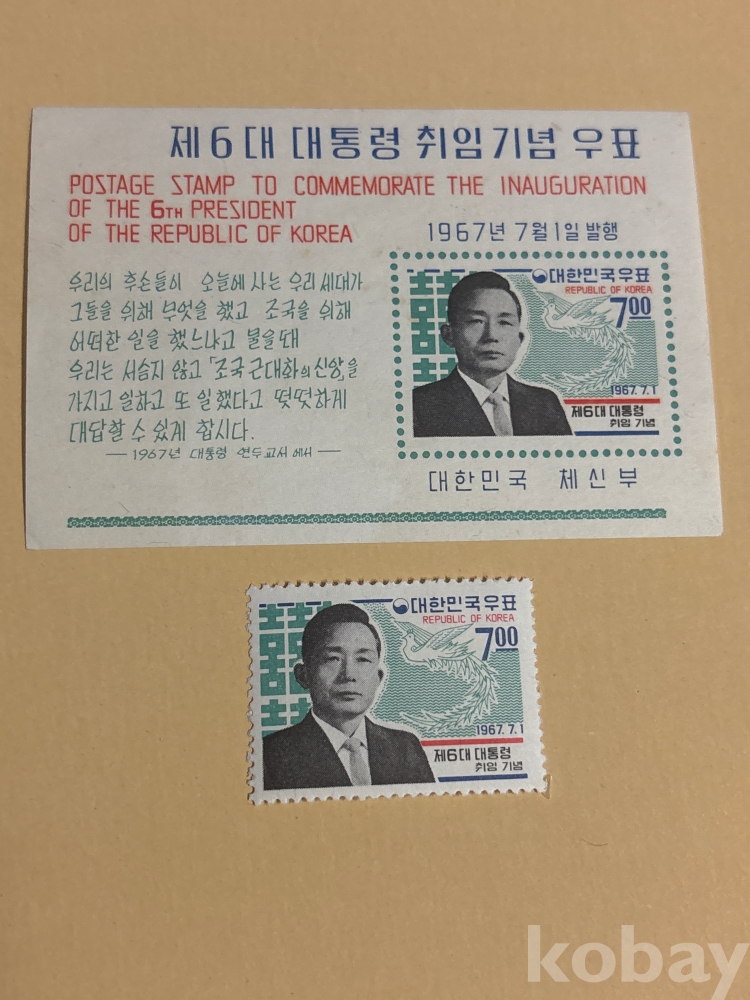 제6대 대통령 취임기념 우표
POSTAGE STAMP TO COMMEMORATE THE INAUGURATION
OF THE 6TH PRESIDENT
OF THE REPUBLIC OF KOREA
1967년 7월 1일 발행
우리의 후손들이 오늘에 사는 우리 세대가
그들을 위해 무엇을 했고 조국을 위해
어떠한 일을 했느냐고 물을 때
우리는 서슴지 않고 「조국 근대화의 신앙」을
가지고 일하고 또 일했다고 떳떳하게
대답할 수 있게 합시다.
— 1967년 대통령 연두교서에서 —
囍
대한민국우표
REPUBLIC OF KOREA
700
1967.7.1
제6대 대통령
취임 기념
대한민국 체신부
囍
대한민국우표
REPUBLIC OF KOREA
700
1967.7.1
제6대 대통령
취임 기념
kobay